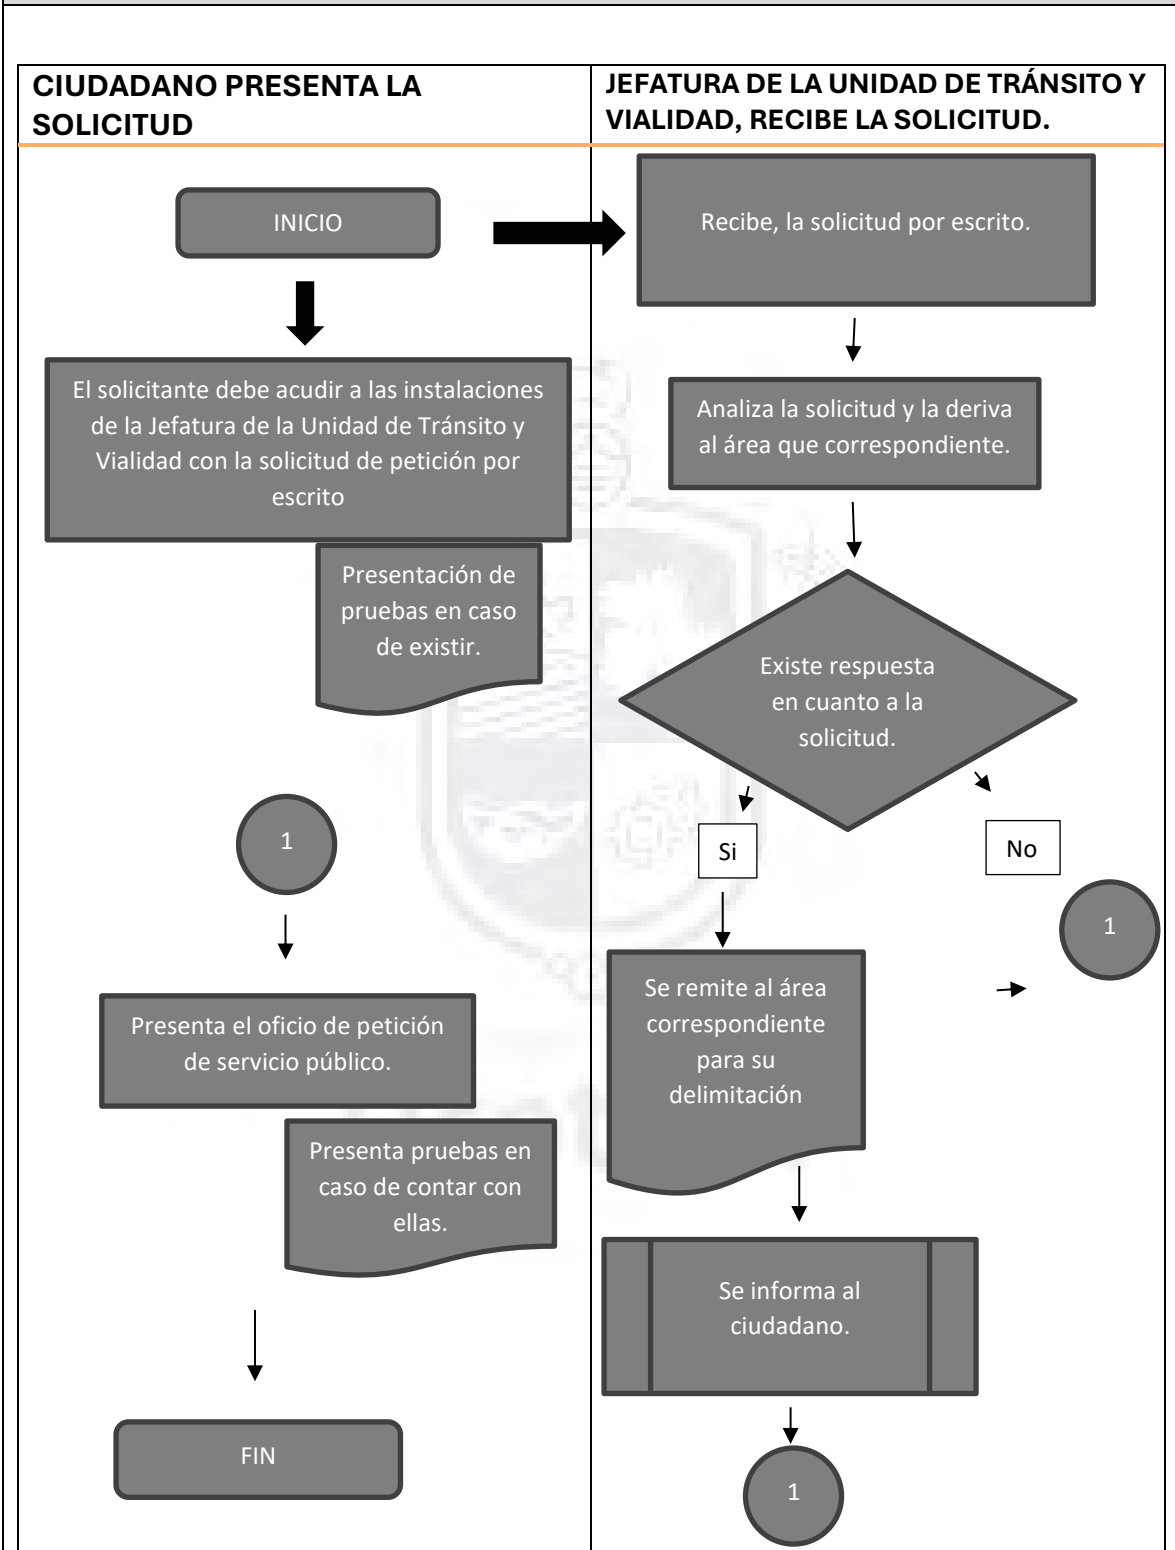 CIUDADANO PRESENTA LA
SOLICITUD
JEFATURA DE LA UNIDAD DE TRÁNSITO Y
VIALIDAD, RECIBE LA SOLICITUD.
INICIO
El solicitante debe acudir a las instalaciones
de la Jefatura de la Unidad de Tránsito y
Vialidad con la solicitud de petición por
escrito
Presentación de
pruebas en caso
de existir.
1
Presenta el oficio de petición
de servicio público.
Presenta pruebas en
caso de contar con
ellas.
FIN
Recibe, la solicitud por escrito.
Analiza la solicitud y la deriva
al área que correspondiente.
Existe respuesta
en cuanto a la
solicitud.
Si
No
1
Se remite al área
correspondiente
para su
delimitación
Se informa al
ciudadano.
1